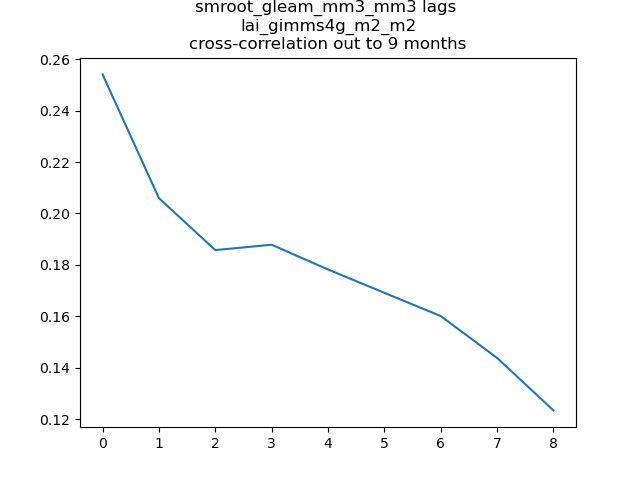 smroot_gleam_mm3_mm3 lags
lai_gimms4g_m2_m2
cross-correlation out to 9 months
0.26
0.24
0.22
0.20
0.18
0.16
0.14
0.12
0 1 2 3 4 5 6 7 8